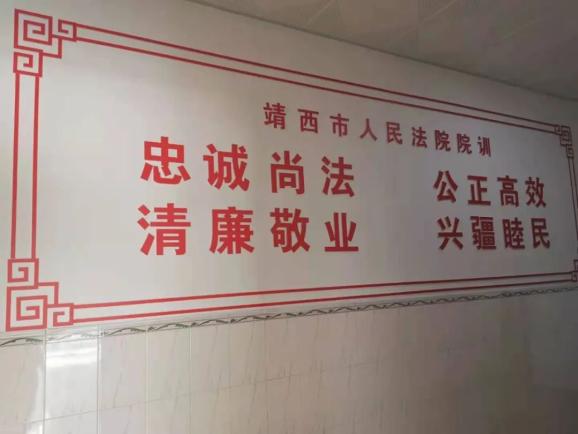 靖西市人民法院院训
忠诚尚法 公正高效
清廉敬业 兴疆睦民